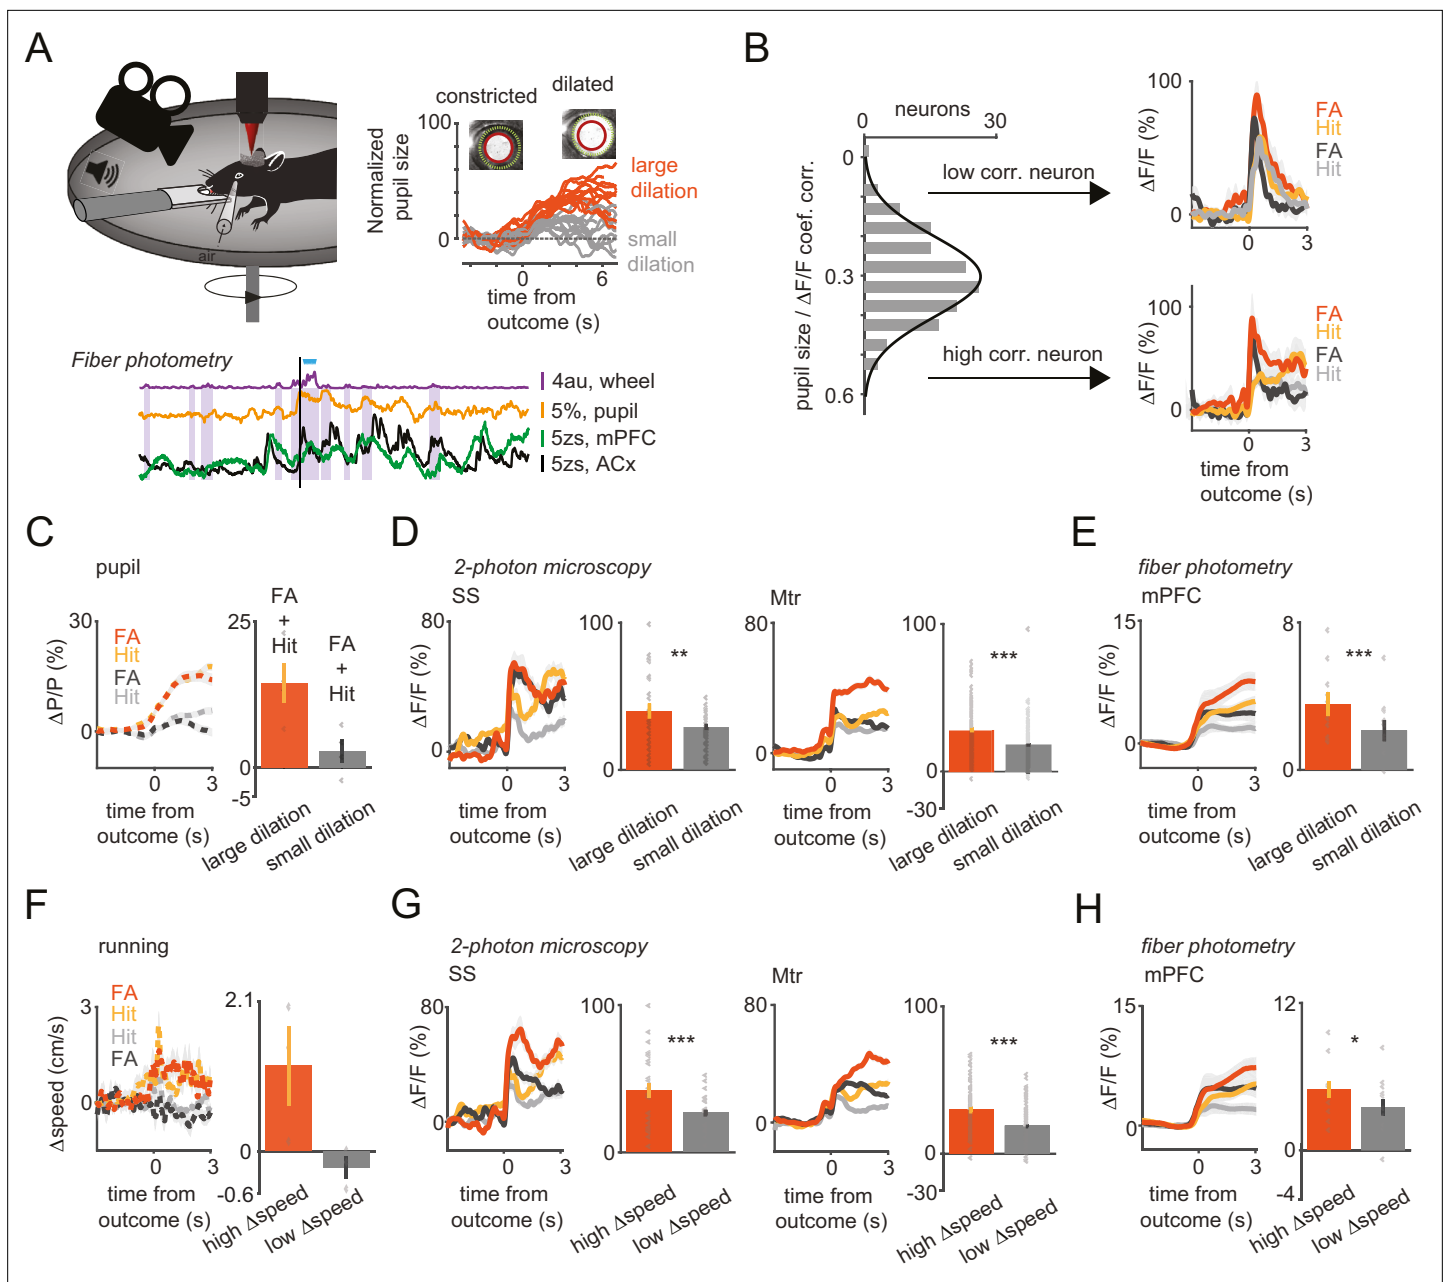 A
constricted
dilated
100
Normalized
pupil size
0
large
dilation
small
dilation
0
6
time from
outcome (s)
air
Fiber photometry
4au, wheel
5%, pupil
5zs, mPFC
5zs, ACx
B
neurons
0
30
0
0.3
0.6
pupil size / ΔF/F coef. corr.
low corr. neuron
high corr. neuron
100
ΔF/F (%)
0
FA
Hit
FA
Hit
0
3
100
ΔF/F (%)
0
FA
Hit
FA
Hit
0
3
time from
outcome (s)
C
pupil
30
ΔP/P (%)
0
FA
Hit
FA
Hit
0
3
time from
outcome (s)
25
0
-5
FA
+
Hit
FA
+
Hit
large dilation
small dilation
D
2-photon microscopy
SS
80
ΔF/F (%)
0
0
3
time from
outcome (s)
100
0
**
large dilation
small dilation
Mtr
80
0
0
3
time from
outcome (s)
100
0
-30
***
large dilation
small dilation
E
fiber photometry
mPFC
15
ΔF/F (%)
0
0
3
time from
outcome (s)
8
0
***
large dilation
small dilation
F
running
3
Δspeed (cm/s)
0
FA
Hit
Hit
FA
0
3
time from
outcome (s)
2.1
0
-0.6
high Δspeed
low Δspeed
G
2-photon microscopy
SS
80
ΔF/F (%)
0
0
3
time from
outcome (s)
100
0
***
high Δspeed
low Δspeed
Mtr
80
0
0
3
time from
outcome (s)
100
0
-30
***
high Δspeed
low Δspeed
H
fiber photometry
mPFC
15
ΔF/F (%)
0
0
3
time from
outcome (s)
12
0
-4
*
high Δspeed
low Δspeed